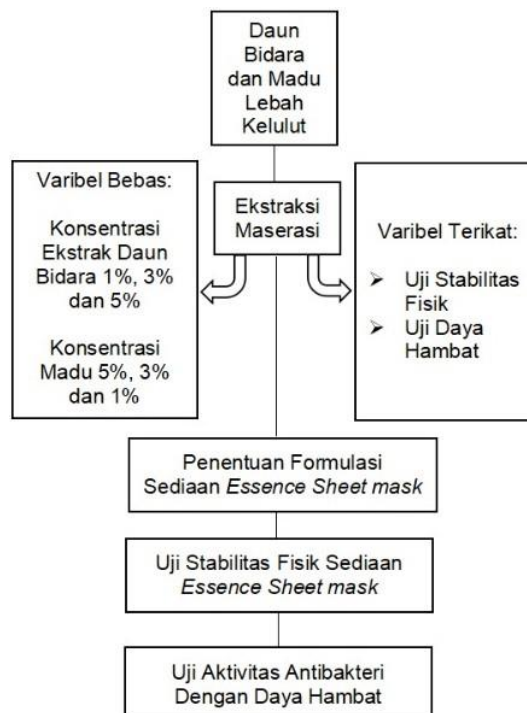 Daun
Bidara
dan Madu
Lebah
Kelulut
Varibel Bebas:
Konsentrasi
Ekstrak Daun
Bidara 1%, 3%
dan 5%
Konsentrasi
Madu 5%, 3%
dan 1%
Ekstraksi
Maserasi
Varibel Terikat:
➢ Uji Stabilitas
Fisik
➢ Uji Daya
Hambat
Penentuan Formulasi
Sediaan Essence Sheet mask
Uji Stabilitas Fisik Sediaan
Essence Sheet mask
Uji Aktivitas Antibakteri
Dengan Daya Hambat